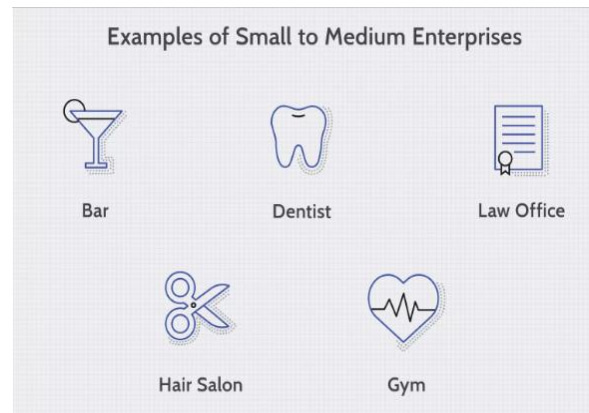 Examples of Small to Medium Enterprises
Bar
Dentist
Law Office
Hair Salon
Gym